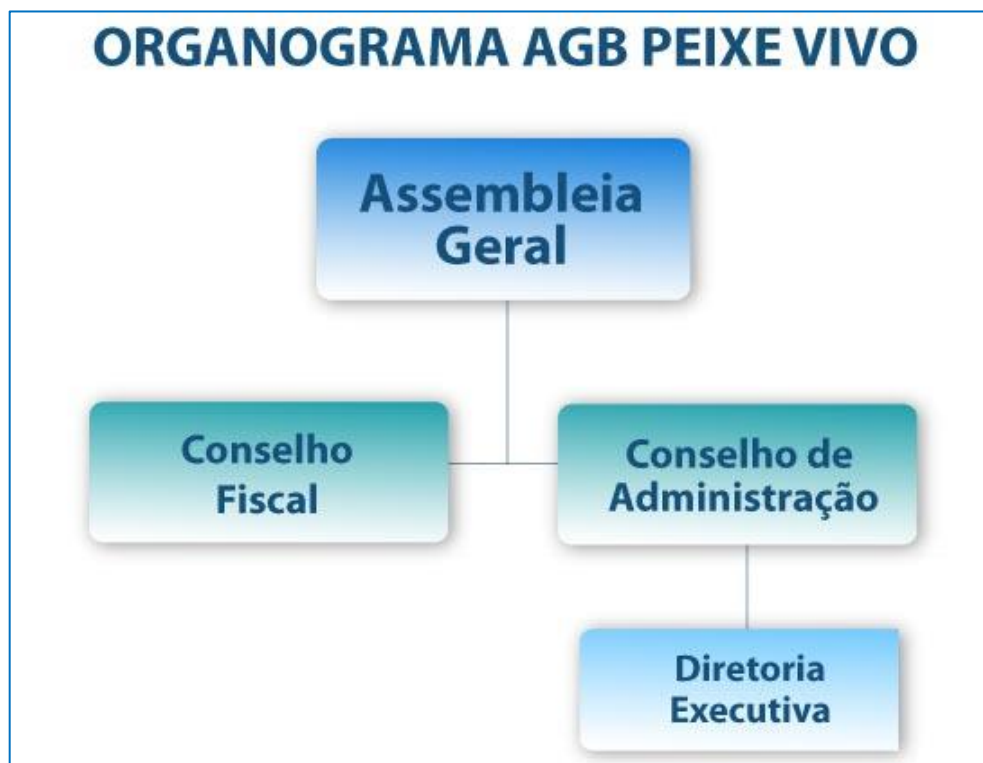 ORGANOGRAMA AGB PEIXE VIVO
Assembleia
Geral
Conselho
Fiscal
Conselho de
Administração
Diretoria
Executiva